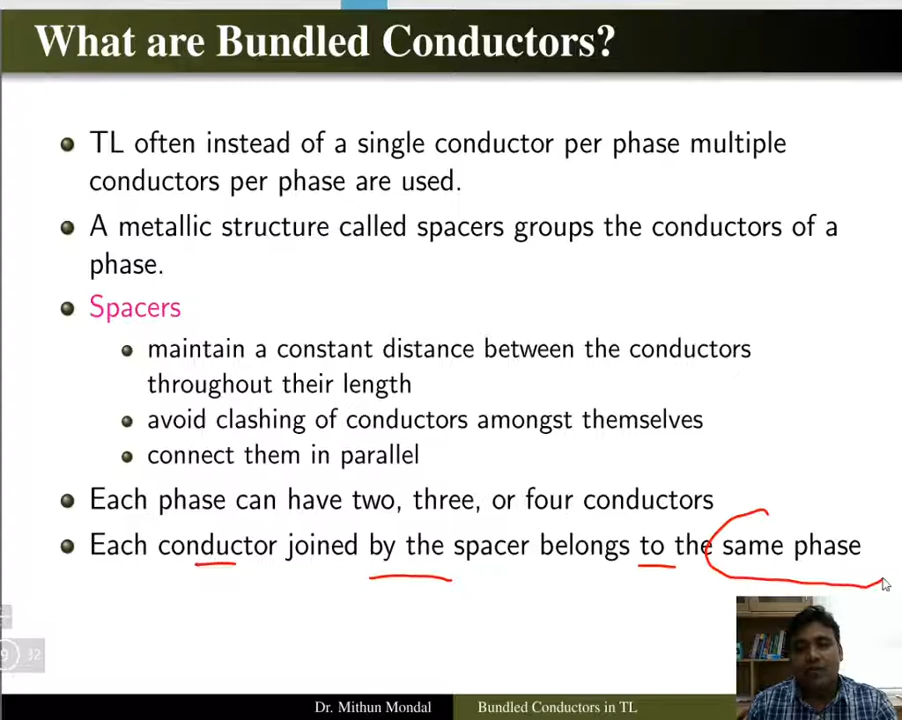 What are Bundled Conductors?
TL often instead of a single conductor per phase multiple
conductors per phase are used.
A metallic structure called spacers groups the conductors of a
phase.
Spacers
maintain a constant distance between the conductors
throughout their length
avoid clashing of conductors amongst themselves
connect them in parallel
Each phase can have two, three, or four conductors
Each conductor joined by the spacer belongs to the same phase
9 32
Dr. Mithun Mondal Bundled Conductors in TL